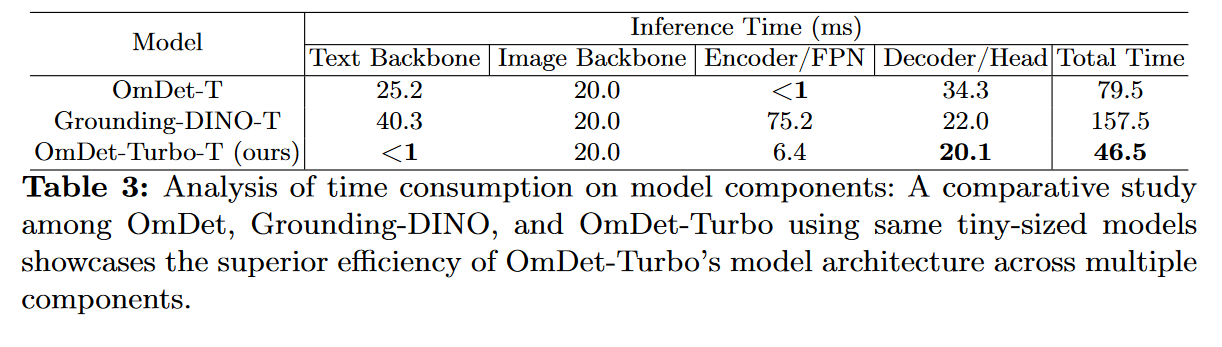 Model Inference Time (ms)
Text Backbone Image Backbone Encoder/FPN Decoder/Head Total Time
OmDet-T 25.2 20.0 <1 34.3 79.5
Grounding-DINO-T 40.3 20.0 75.2 22.0 157.5
OmDet-Turbo-T (ours) <1 20.0 6.4 20.1 46.5
Table 3: Analysis of time consumption on model components: A comparative study
among OmDet, Grounding-DINO, and OmDet-Turbo using same tiny-sized models
showcases the superior efficiency of OmDet-Turbo's model architecture across multiple
components.